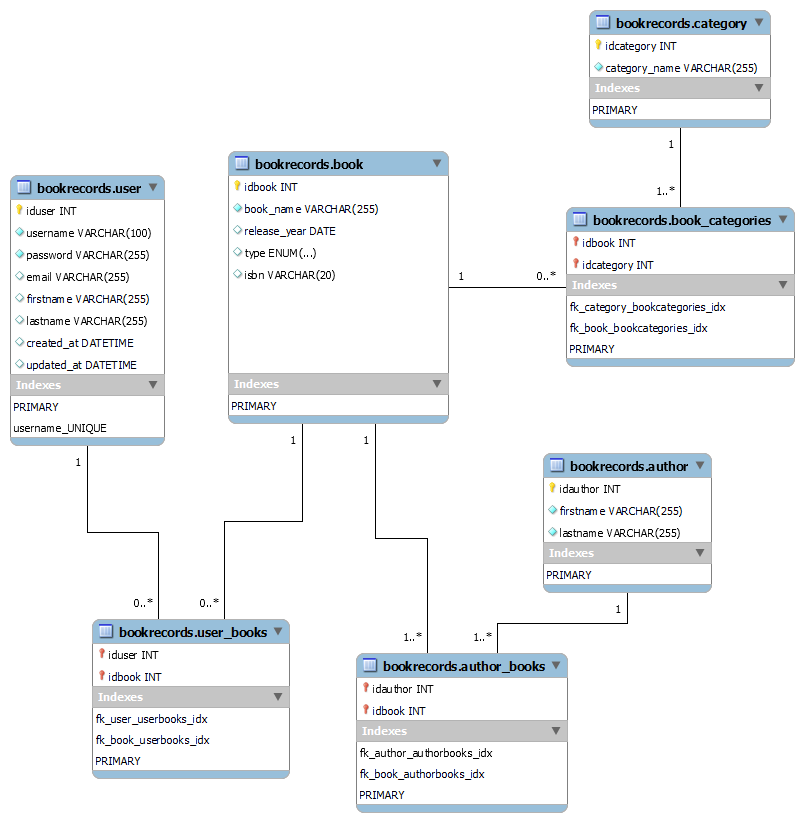 bookrecords.category
idcategory INT
category_name VARCHAR(255)
Indexes
PRIMARY
1
1..*
bookrecords.book_categories
idbook INT
idcategory INT
Indexes
fk_category_bookcategories_idx
fk_book_bookcategories_idx
PRIMARY
bookrecords.book
idbook INT
book_name VARCHAR(255)
release_year DATE
type ENUM(...)
isbn VARCHAR(20)
Indexes
PRIMARY
1
0..*
bookrecords.user
iduser INT
username VARCHAR(100)
password VARCHAR(255)
email VARCHAR(255)
firstname VARCHAR(255)
lastname VARCHAR(255)
created_at DATETIME
updated_at DATETIME
Indexes
PRIMARY
username_UNIQUE
1
1
1
0..*
0..*
bookrecords.author
idauthor INT
firstname VARCHAR(255)
lastname VARCHAR(255)
Indexes
PRIMARY
1
1..*
1..*
bookrecords.user_books
iduser INT
idbook INT
Indexes
fk_user_userbooks_idx
fk_book_userbooks_idx
PRIMARY
bookrecords.author_books
idauthor INT
idbook INT
Indexes
fk_author_authorbooks_idx
fk_book_authorbooks_idx
PRIMARY